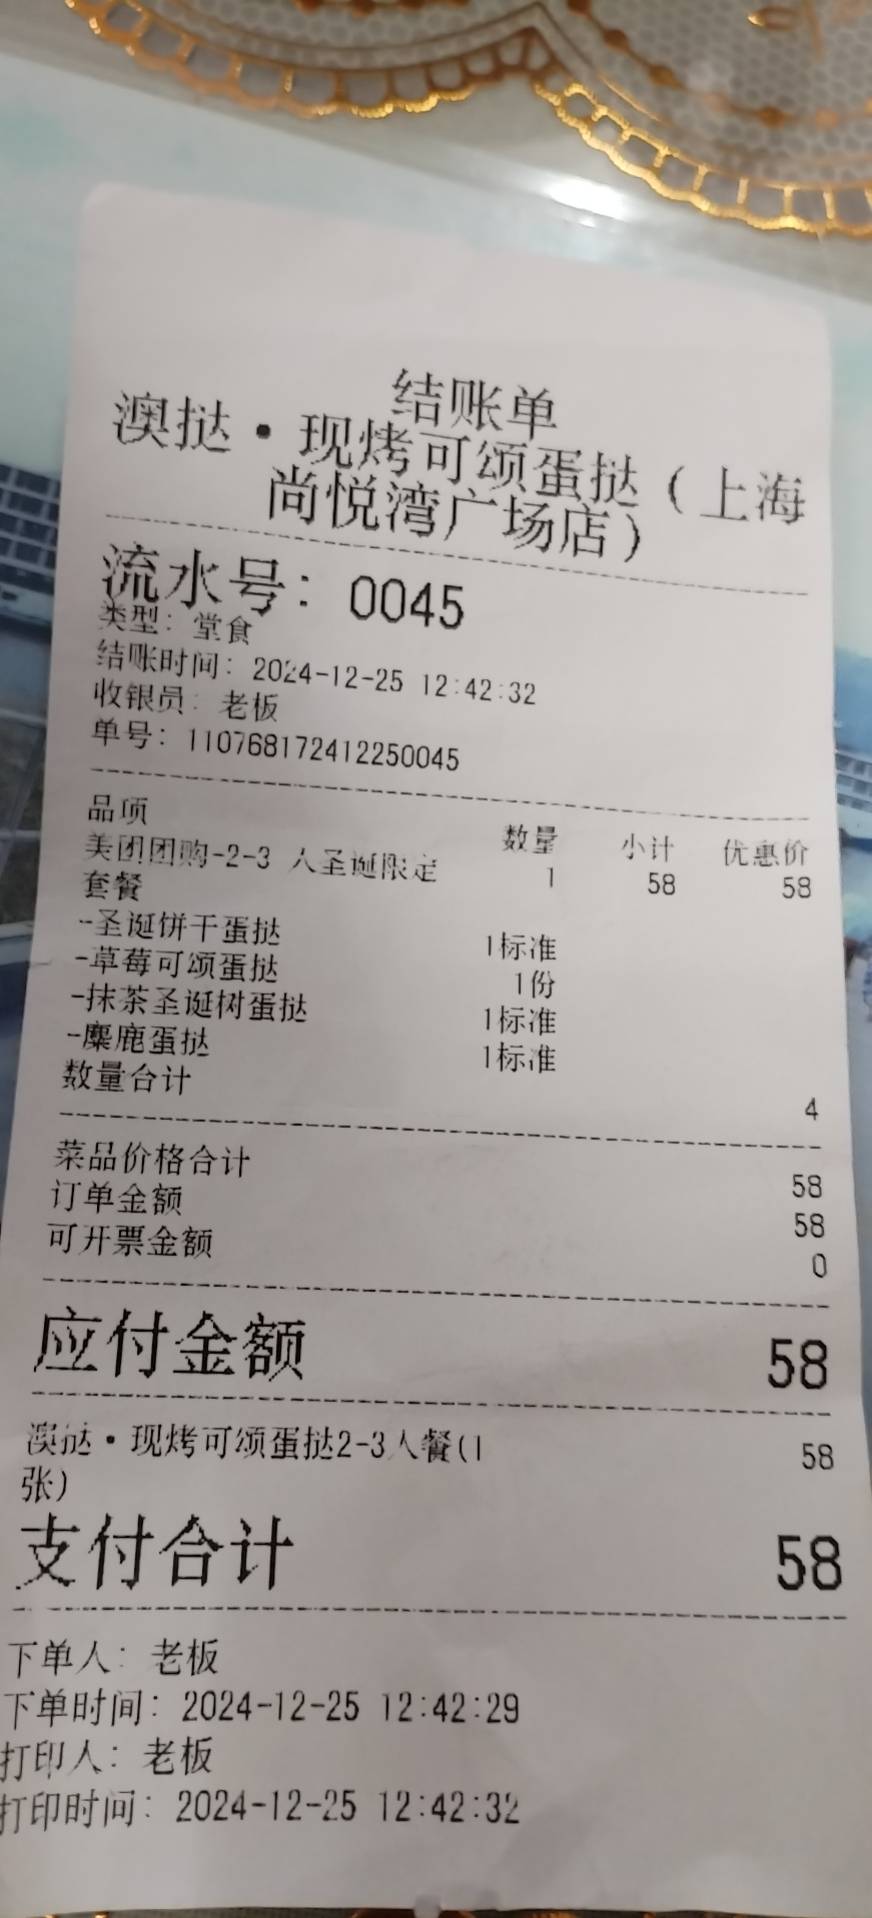 结账单
澳挞·现烤可颂蛋挞(上海
尚悦湾广场店)
流水号: 0045
类型: 堂食
结账时间: 2024-12-25 12:42:32
收银员: 老板
单号: 110768172412250045
品项 数量 小计 优惠价
美团团购-2-3 人圣诞限定 1 58 58
套餐
-圣诞饼干蛋挞 1标准
-草莓可颂蛋挞 1份
-抹茶圣诞树蛋挞 1标准
-麋鹿蛋挞 1标准
数量合计 4
菜品价格合计 58
订单金额 58
可开票金额 0
应付金额 58
澳挞·现烤可颂蛋挞2-3人餐(1 58
张)
支付合计 58
下单人: 老板
下单时间: 2024-12-25 12:42:29
打印人: 老板
打印时间: 2024-12-25 12:42:32